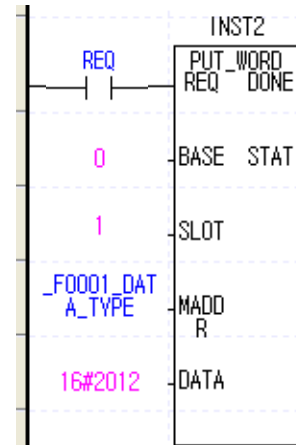 INST2
REQ
PUT_WORD
REQ DONE
0
BASE STAT
1
SLOT
_F0001_DAT
A_TYPE
MADD
R
16#2012
DATA